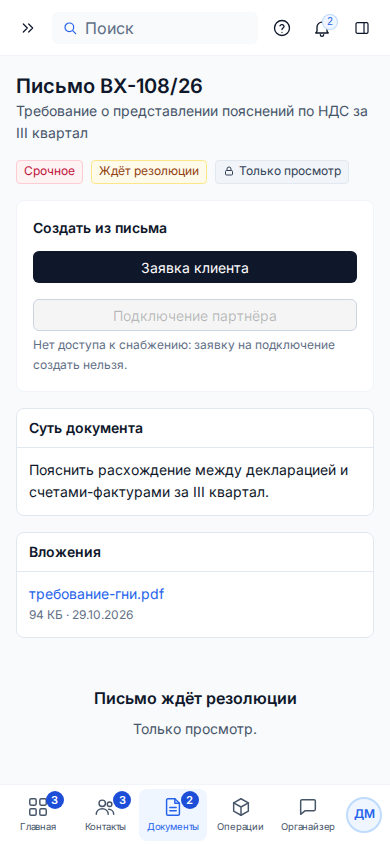 Поиск
2
Письмо ВХ-108/26
Требование о представлении пояснений по НДС за
III квартал
Срочное
Ждёт резолюции
Только просмотр
Создать из письма
Заявка клиента
Подключение партнёра
Нет доступа к снабжению: заявку на подключение
создать нельзя.
Суть документа
Пояснить расхождение между декларацией и
счетами-фактурами за III квартал.
Вложения
требование-гни.pdf
94 КБ · 29.10.2026
Письмо ждёт резолюции
Только просмотр.
3
3
2
Главная
Контакты
Документы
Операции
Органайзер
ДМ